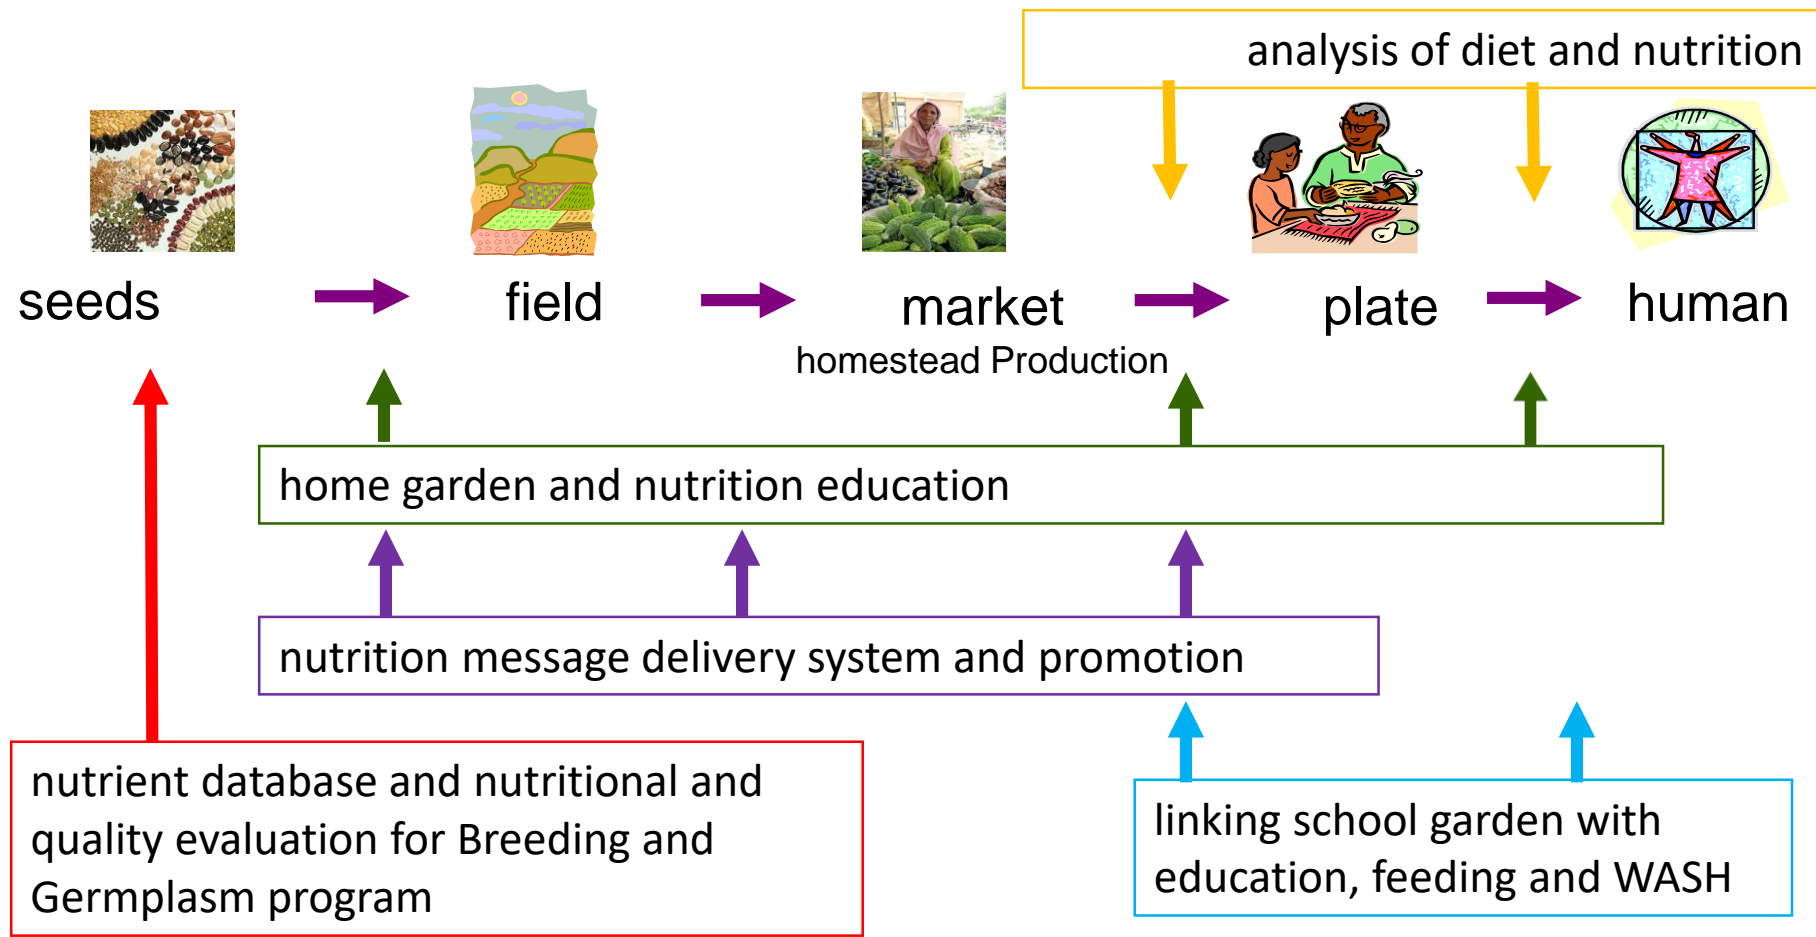 analysis of diet and nutrition
seeds
field
market
plate
human
homestead Production
home garden and nutrition education
nutrition message delivery system and promotion
nutrient database and nutritional and
quality evaluation for Breeding and
Germplasm program
linking school garden with
education, feeding and WASH